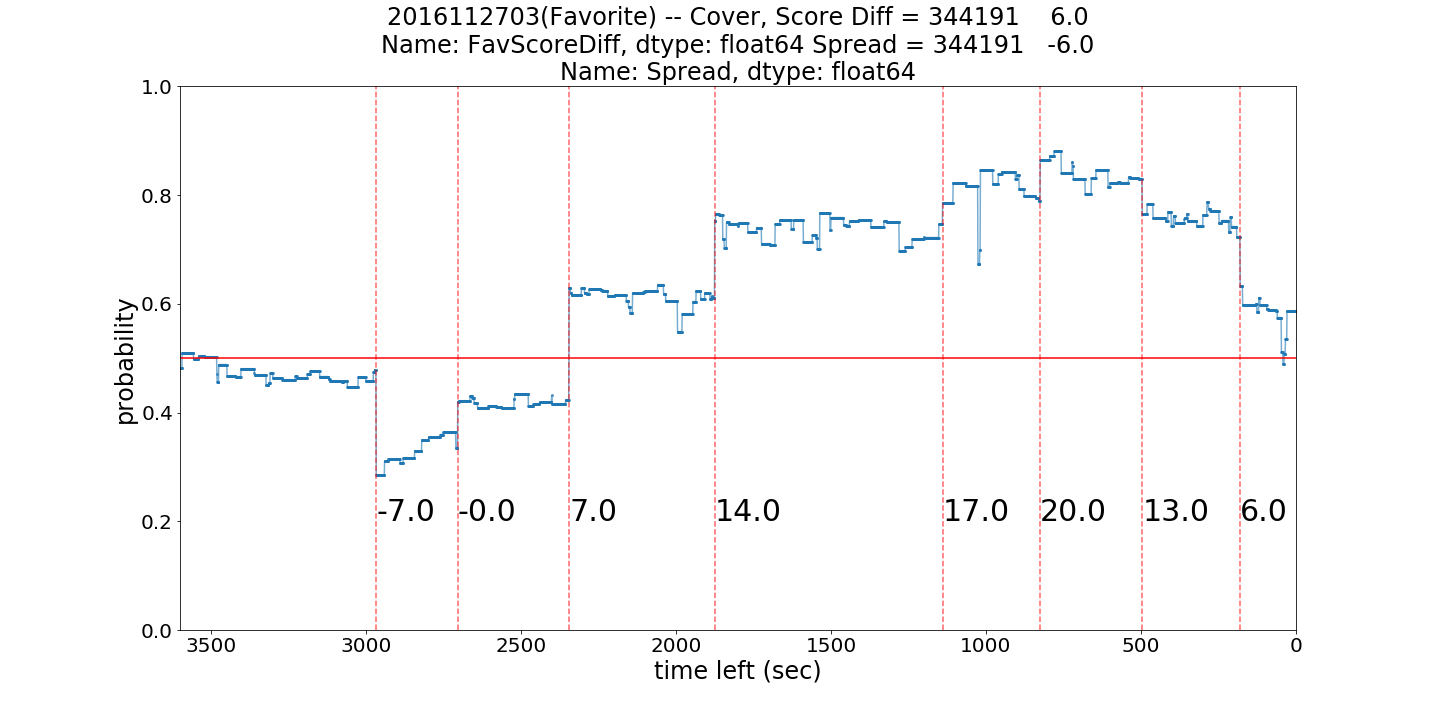 2016112703(Favorite) -- Cover, Score Diff = 344191    6.0
Name: FavScoreDiff, dtype: float64 Spread = 344191   -6.0
Name: Spread, dtype: float64
1.0
0.8
0.6
0.4
0.2
0.0
probability
-7.0
-0.0
7.0
14.0
17.0
20.0
13.0
6.0
3500 3000 2500 2000 1500 1000 500 0
time left (sec)